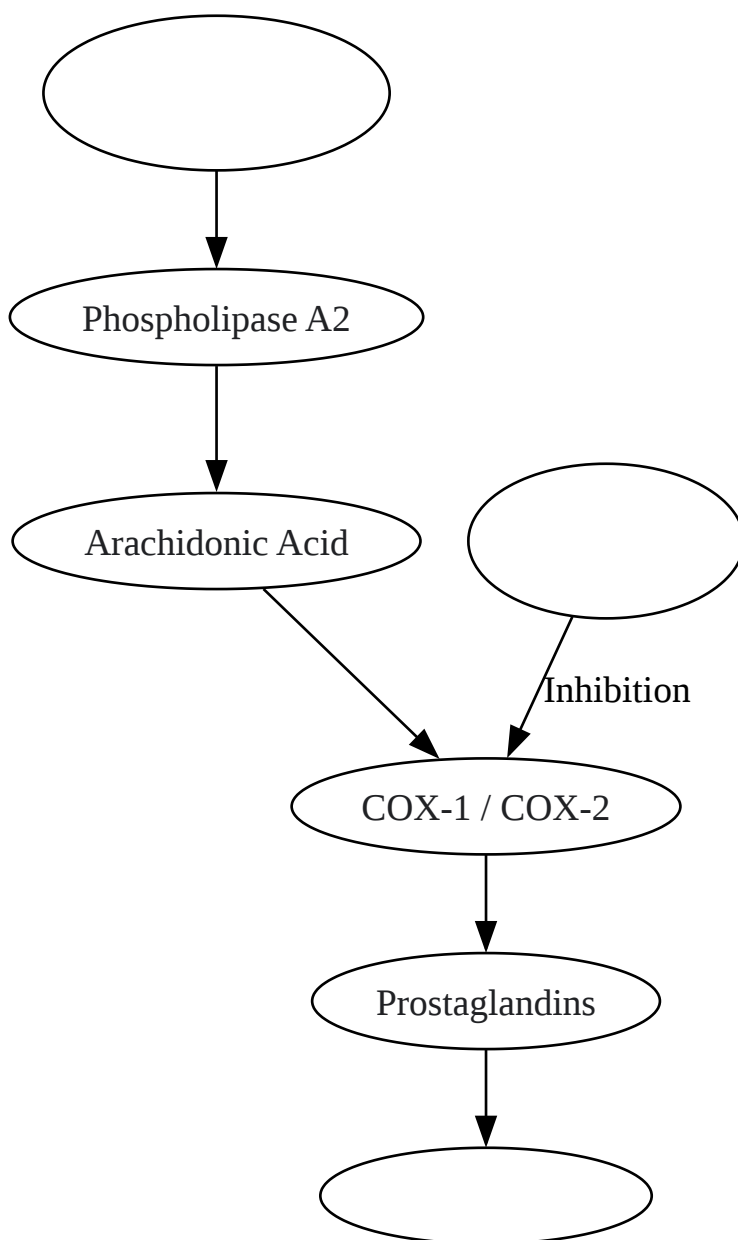 Phospholipase A2
Arachidonic Acid
Inhibition
COX-1 / COX-2
Prostaglandins